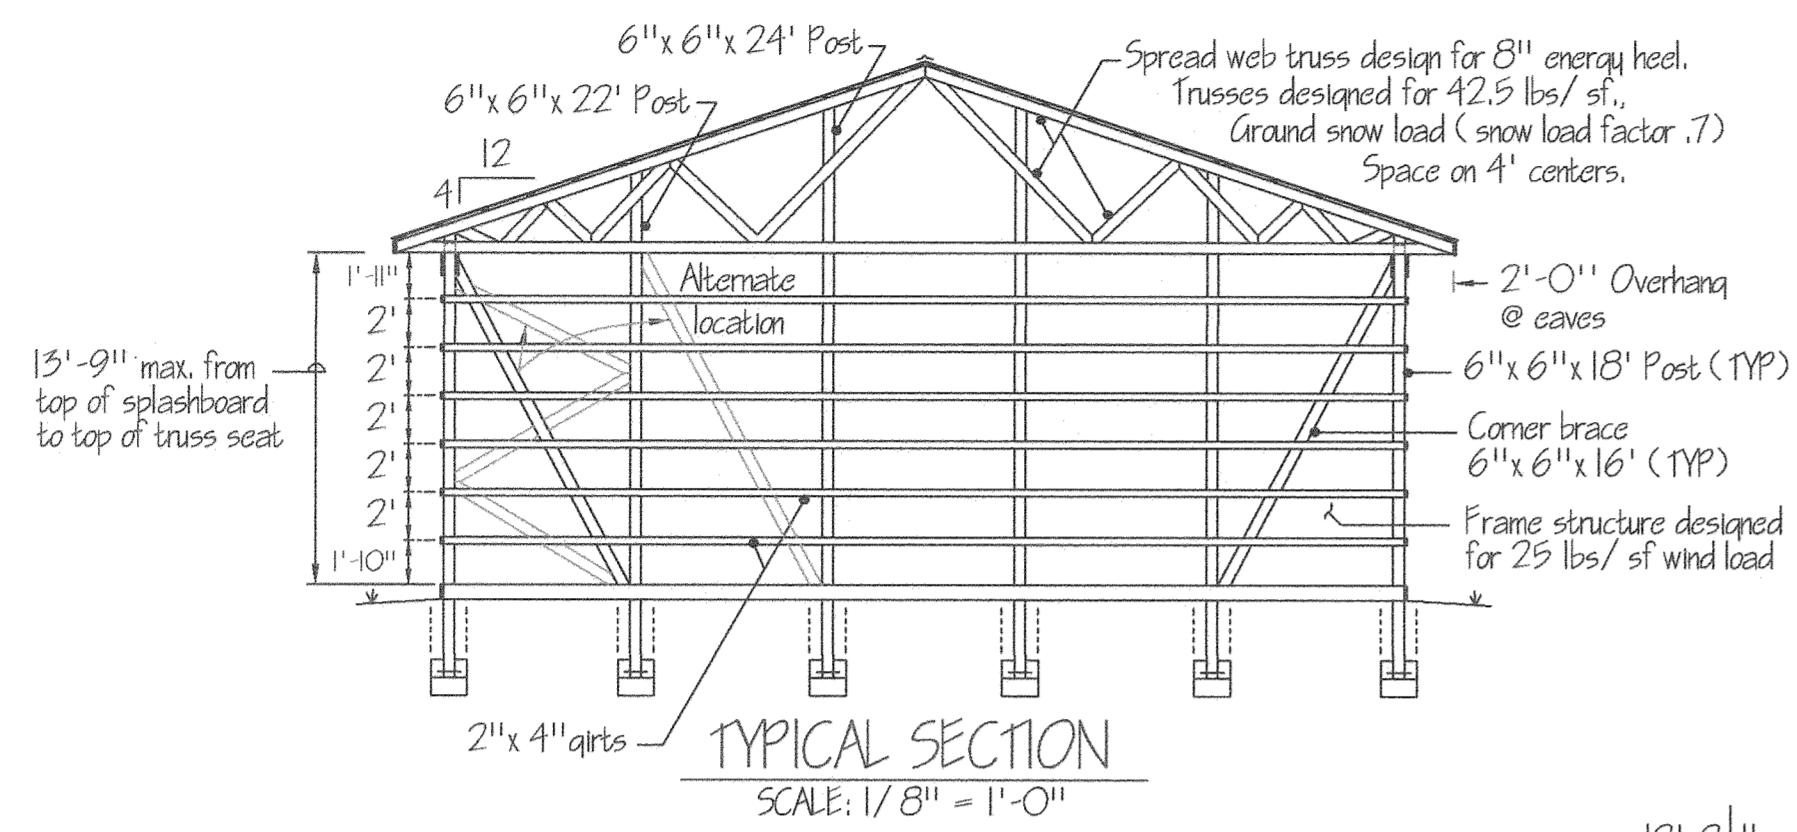 6"x 6"x 24' Post
6"x 6"x 22' Post
12
4
Spread web truss design for 8" energy heel.
Trusses designed for 42.5 lbs/ sf.,
Ground snow load ( snow load factor .7)
Space on 4' centers.
1'-11"
2'
2'
2'
2'
2'
1'-10"
13'-9" max. from
top of splashboard
to top of truss seat
Alternate
location
2'-0" Overhang
@ eaves
6"x 6"x 18' Post ( TYP)
Corner brace
6"x 6"x 16' ( TYP)
Frame structure designed
for 25 lbs/ sf wind load
2"x 4" girts
TYPICAL SECTION
SCALE: 1/ 8" = 1'-0"